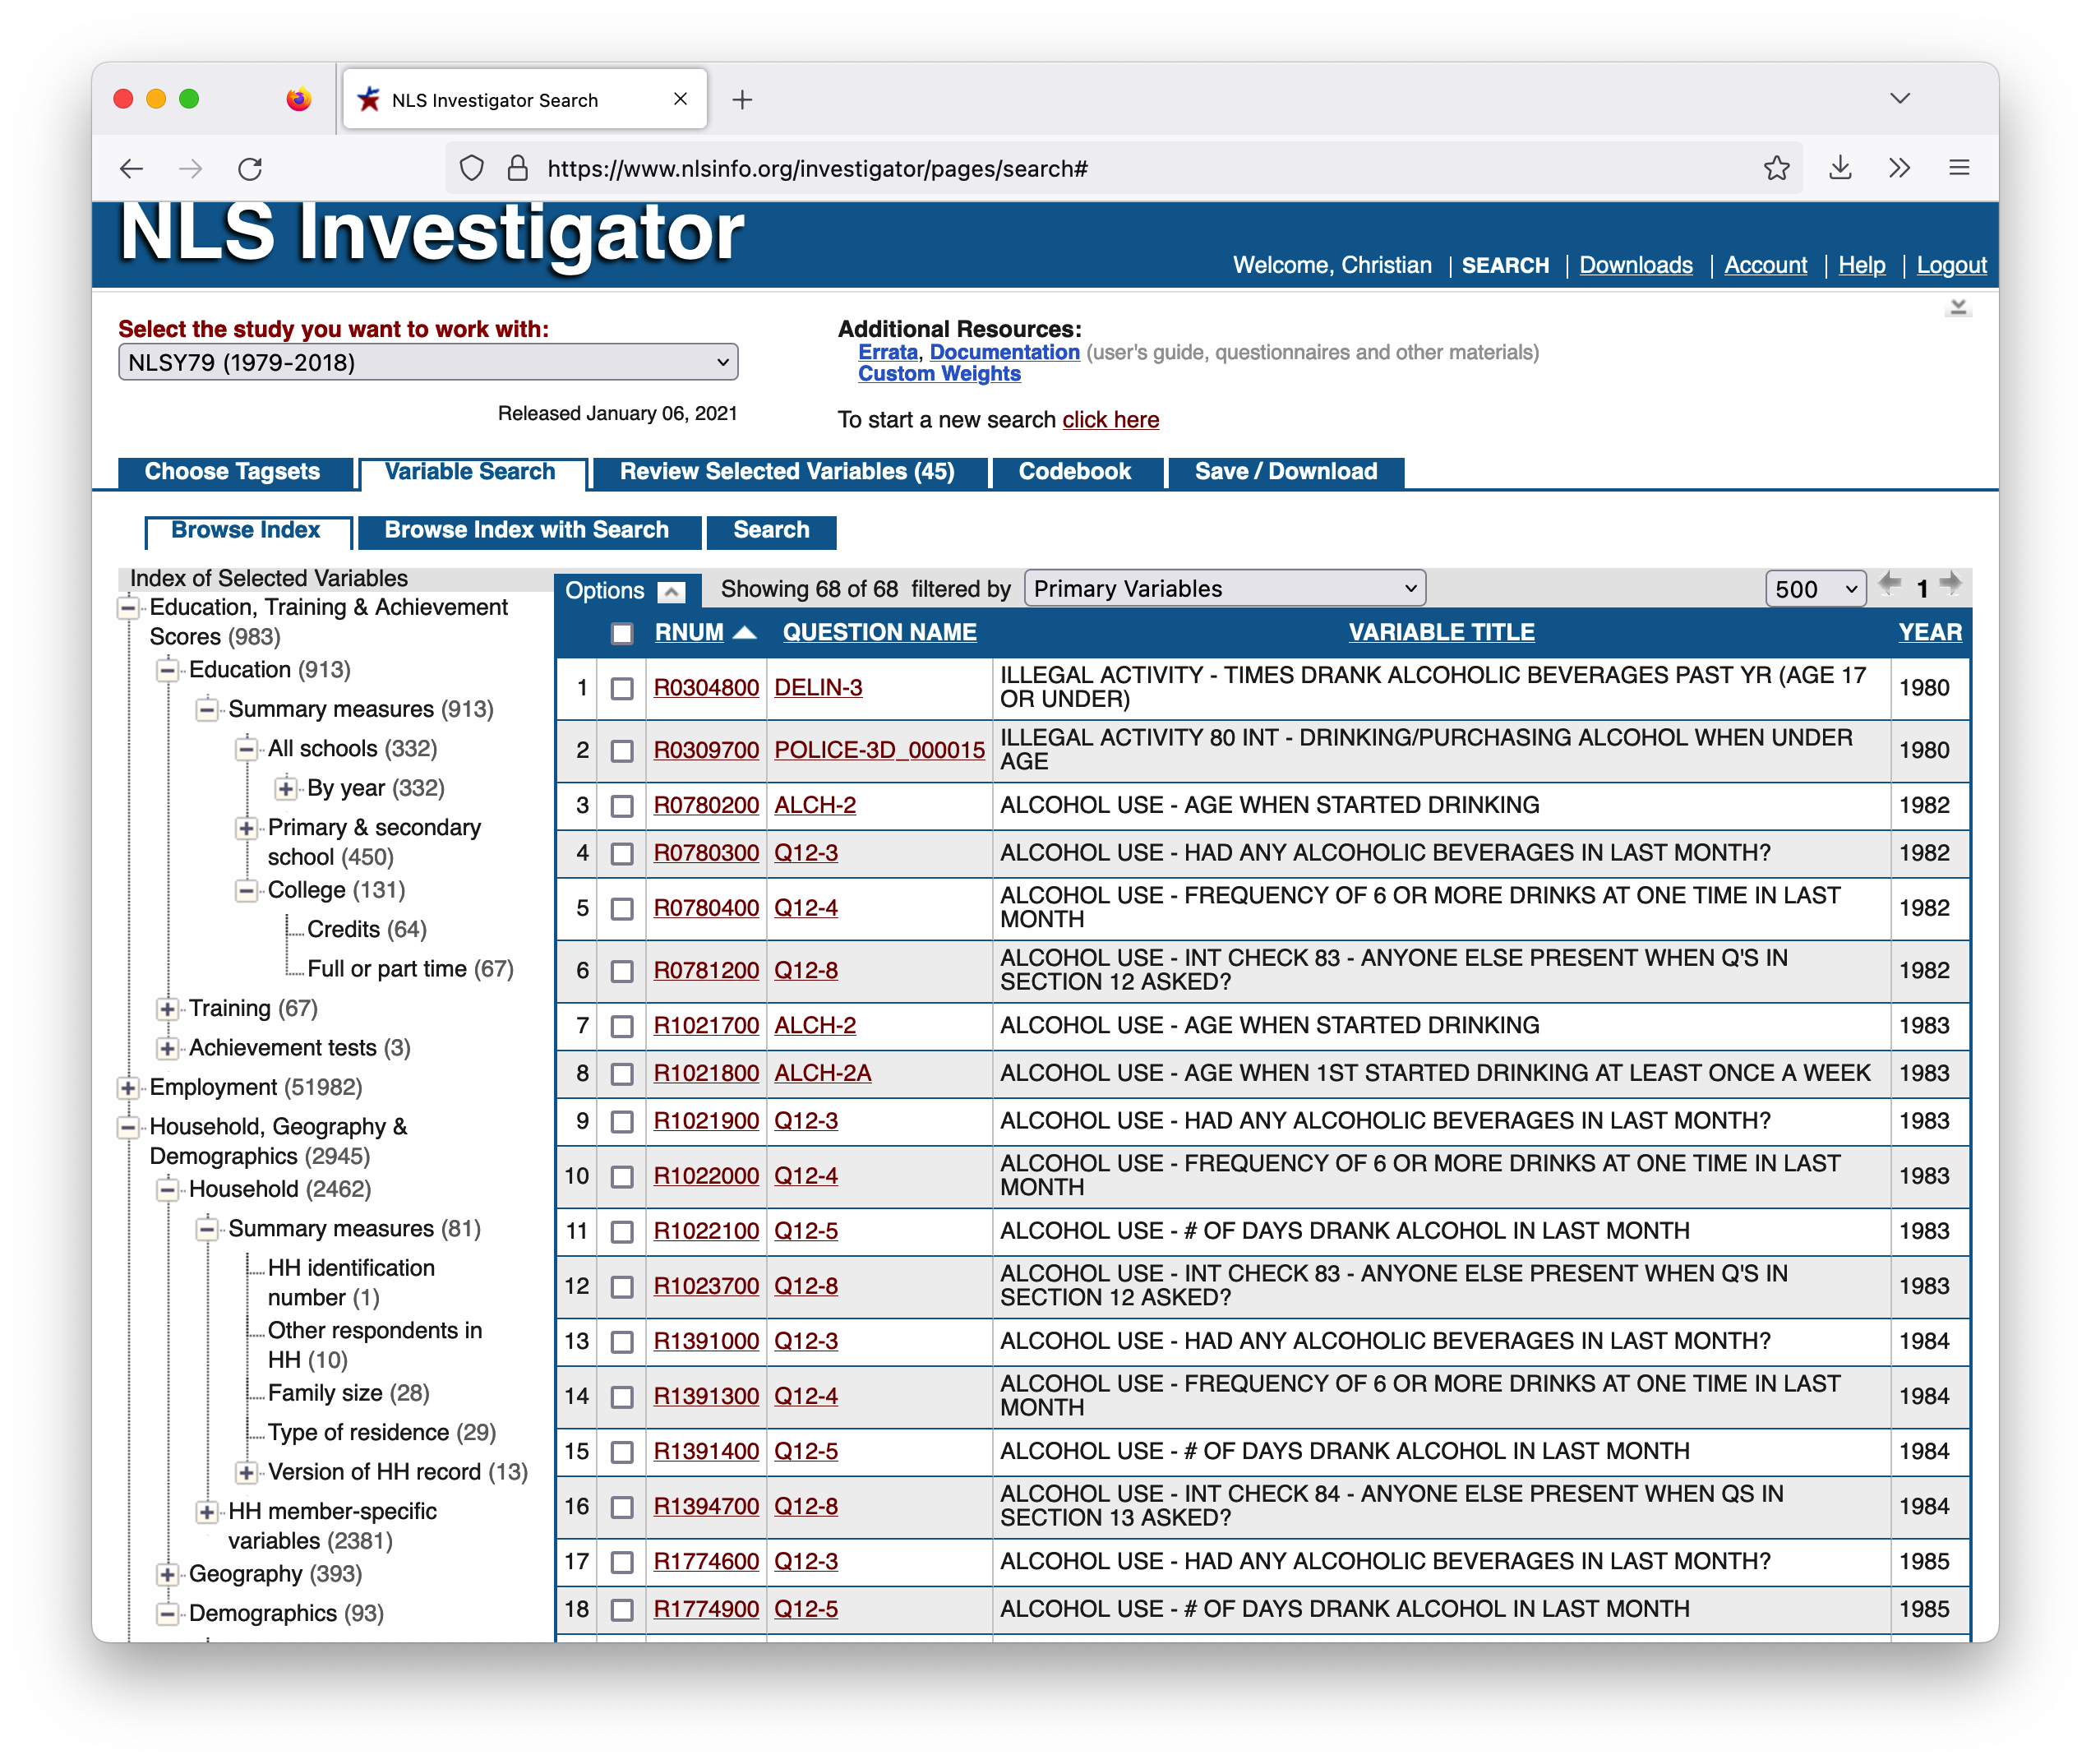 NLS Investigator Search
https://www.nlsinfo.org/investigator/pages/search#
NLS Investigator
Welcome, Christian | SEARCH | Downloads | Account | Help | Logout
Select the study you want to work with:
NLSY79 (1979-2018)
Released January 06, 2021
Additional Resources:
Errata, Documentation (user's guide, questionnaires and other materials)
Custom Weights
To start a new search click here
Choose Tagsets
Variable Search
Review Selected Variables (45)
Codebook
Save / Download
Browse Index
Browse Index with Search
Search
Index of Selected Variables
Education, Training & Achievement
Scores (983)
Education (913)
Summary measures (913)
All schools (332)
By year (332)
Primary & secondary
school (450)
College (131)
Credits (64)
Full or part time (67)
Training (67)
Achievement tests (3)
Employment (51982)
Household, Geography &
Demographics (2945)
Household (2462)
Summary measures (81)
HH identification
number (1)
Other respondents in
HH (10)
Family size (28)
Type of residence (29)
Version of HH record (13)
HH member-specific
variables (2381)
Geography (393)
Demographics (93)
Options Showing 68 of 68 filtered by Primary Variables 500 1
RNUM QUESTION NAME VARIABLE TITLE YEAR
1 R0304800 DELIN-3 ILLEGAL ACTIVITY - TIMES DRANK ALCOHOLIC BEVERAGES PAST YR (AGE 17
OR UNDER) 1980
2 R0309700 POLICE-3D_000015 ILLEGAL ACTIVITY 80 INT - DRINKING/PURCHASING ALCOHOL WHEN UNDER
AGE 1980
3 R0780200 ALCH-2 ALCOHOL USE - AGE WHEN STARTED DRINKING 1982
4 R0780300 Q12-3 ALCOHOL USE - HAD ANY ALCOHOLIC BEVERAGES IN LAST MONTH? 1982
5 R0780400 Q12-4 ALCOHOL USE - FREQUENCY OF 6 OR MORE DRINKS AT ONE TIME IN LAST
MONTH 1982
6 R0781200 Q12-8 ALCOHOL USE - INT CHECK 83 - ANYONE ELSE PRESENT WHEN Q'S IN
SECTION 12 ASKED? 1982
7 R1021700 ALCH-2 ALCOHOL USE - AGE WHEN STARTED DRINKING 1983
8 R1021800 ALCH-2A ALCOHOL USE - AGE WHEN 1ST STARTED DRINKING AT LEAST ONCE A WEEK 1983
9 R1021900 Q12-3 ALCOHOL USE - HAD ANY ALCOHOLIC BEVERAGES IN LAST MONTH? 1983
10 R1022000 Q12-4 ALCOHOL USE - FREQUENCY OF 6 OR MORE DRINKS AT ONE TIME IN LAST
MONTH 1983
11 R1022100 Q12-5 ALCOHOL USE - # OF DAYS DRANK ALCOHOL IN LAST MONTH 1983
12 R1023700 Q12-8 ALCOHOL USE - INT CHECK 83 - ANYONE ELSE PRESENT WHEN Q'S IN
SECTION 12 ASKED? 1983
13 R1391000 Q12-3 ALCOHOL USE - HAD ANY ALCOHOLIC BEVERAGES IN LAST MONTH? 1984
14 R1391300 Q12-4 ALCOHOL USE - FREQUENCY OF 6 OR MORE DRINKS AT ONE TIME IN LAST
MONTH 1984
15 R1391400 Q12-5 ALCOHOL USE - # OF DAYS DRANK ALCOHOL IN LAST MONTH 1984
16 R1394700 Q12-8 ALCOHOL USE - INT CHECK 84 - ANYONE ELSE PRESENT WHEN QS IN
SECTION 13 ASKED? 1984
17 R1774600 Q12-3 ALCOHOL USE - HAD ANY ALCOHOLIC BEVERAGES IN LAST MONTH? 1985
18 R1774900 Q12-5 ALCOHOL USE - # OF DAYS DRANK ALCOHOL IN LAST MONTH 1985